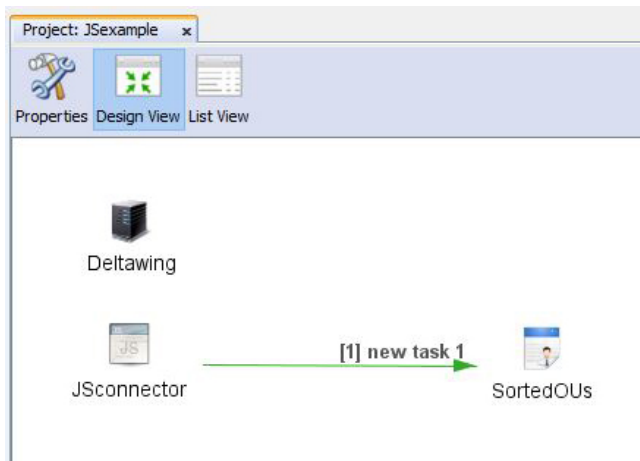 Project: JSexample x
Properties Design View List View
Deltawing
JS
[1] new task 1
JSconnector
SortedOUs